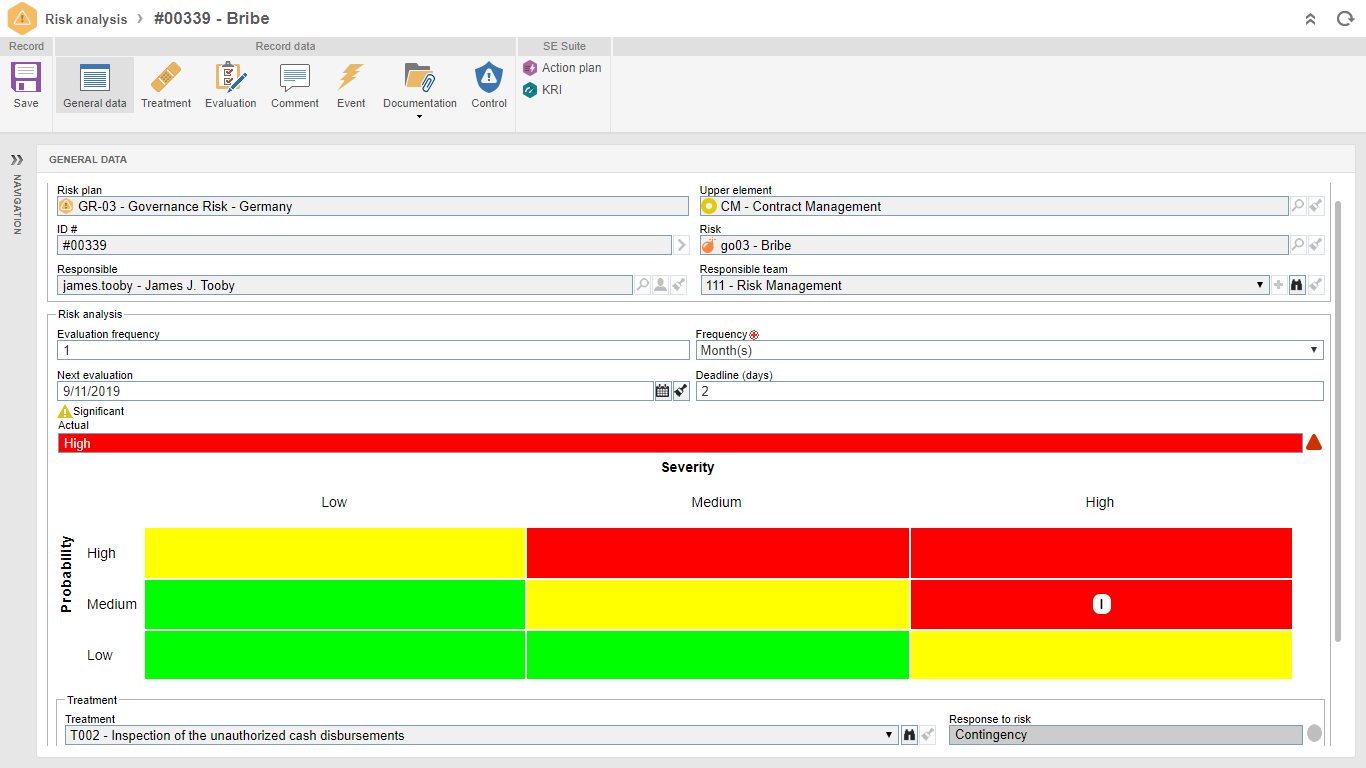 Risk analysis › #00339 - Bribe
Record
Record data
SE Suite
Save
General data
Treatment
Evaluation
Comment
Event
Documentation
Control
Action plan
KRI
NAVIGATION
GENERAL DATA
Risk plan
Upper element
GR-03 - Governance Risk - Germany
CM - Contract Management
ID #
Risk
#00339
go03 - Bribe
Responsible
Responsible team
james.tooby - James J. Tooby
111 - Risk Management
Risk analysis
Evaluation frequency
Frequency
1
Month(s)
Next evaluation
Deadline (days)
9/11/2019
2
Significant
Actual
High
Severity
Low
Medium
High
Probability
High
Medium
I
Low
Treatment
Treatment
Response to risk
T002 - Inspection of the unauthorized cash disbursements
Contingency